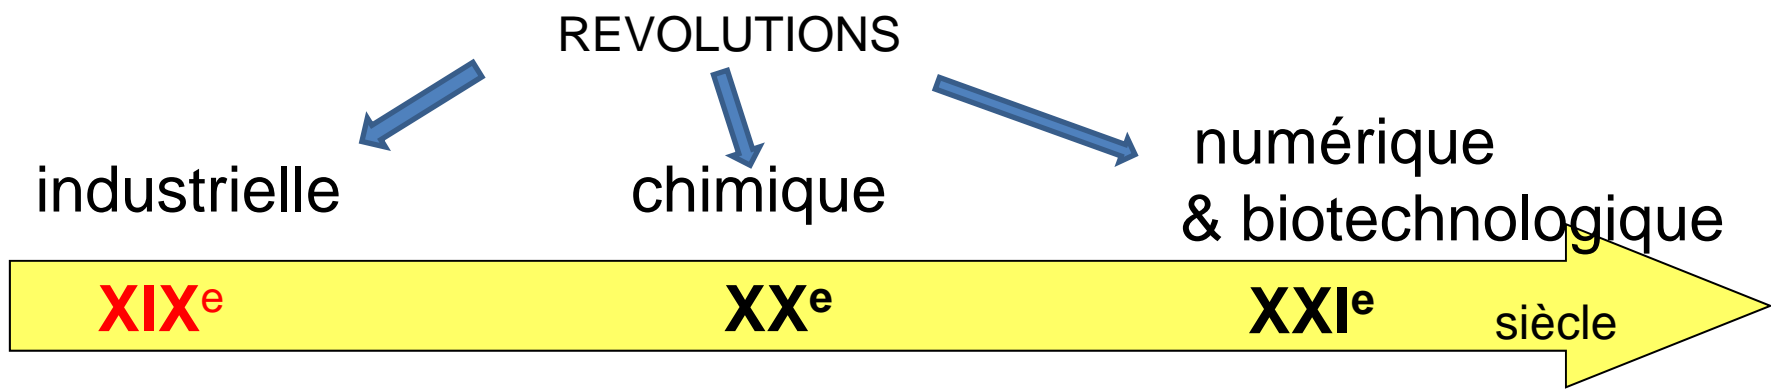 REVOLUTIONS
industrielle
chimique
numérique
& biotechnologique
XIXe
XXe
XXIe
siècle